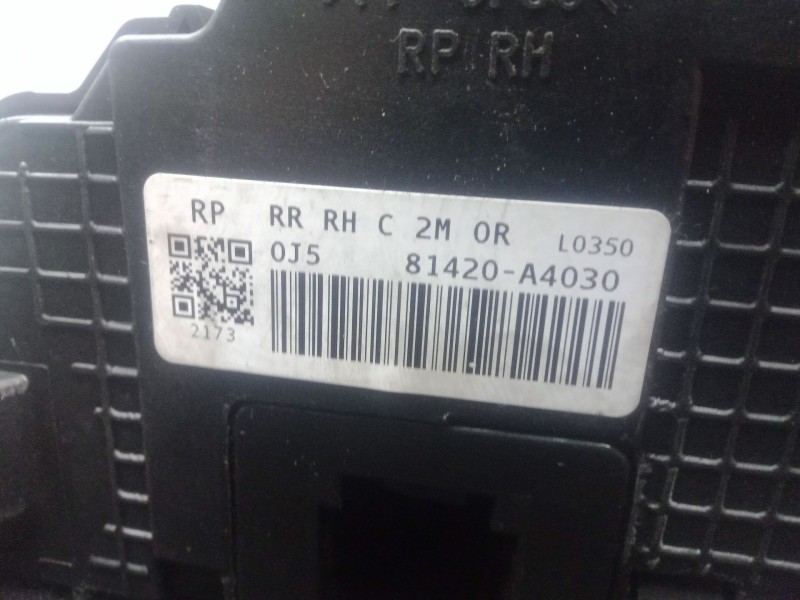 RP RH
RP RR RH C 2M OR L0350
0J5 81420-A4030
2173